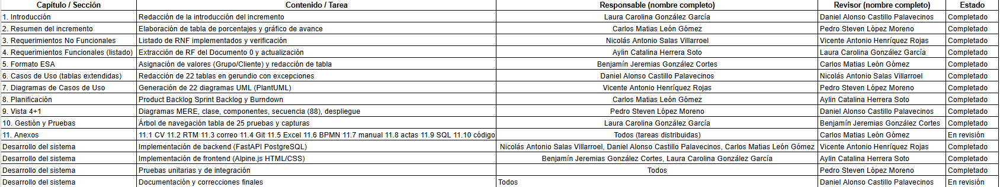 Capítulo / Sección Contenido / Tarea Responsable (nombre completo) Revisor (nombre completo) Estado
1. Introducción Redacción de la introducción del incremento Laura Carolina González García Daniel Alonso Castillo Palavecinos Completado
2. Resumen del incremento Elaboración de tabla de porcentajes y gráfico de avance Carlos Matias León Gómez Pedro Steven López Moreno Completado
3. Requerimientos No Funcionales Listado de RNF implementados y verificación Nicolás Antonio Salas Villarroel Vicente Antonio Henríquez Rojas Completado
4. Requerimientos Funcionales (listado) Extracción de RF del Documento 0 y actualización Aylin Catalina Herrera Soto Laura Carolina González García Completado
5. Formato ESA Asignación de valores (Grupo/Cliente) y redacción de tabla Benjamín Jeremias González Cortes Carlos Matias León Gómez Completado
6. Casos de Uso (tablas extendidas) Redacción de 22 tablas en gerundio con excepciones Daniel Alonso Castillo Palavecinos Nicolás Antonio Salas Villarroel Completado
7. Diagramas de Casos de Uso Generación de 22 diagramas UML (PlantUML) Vicente Antonio Henríquez Rojas Pedro Steven López Moreno Completado
8. Planificación Product Backlog Sprint Backlog y Burndown Carlos Matias León Gómez Aylin Catalina Herrera Soto Completado
9. Vista 4+1 Diagramas MERE, clase, componentes, secuencia (88), despliegue Pedro Steven López Moreno Daniel Alonso Castillo Palavecinos Completado
10. Gestión y Pruebas Árbol de navegación tabla de 25 pruebas y capturas Laura Carolina González García Benjamín Jeremias González Cortes Completado
11. Anexos 11.1 CV 11.2 RTM 11.3 correo 11.4 Git 11.5 Excel 11.6 BPMN 11.7 manual 11.8 actas 11.9 SQL 11.10 código Todos (tareas distribuidas) Carlos Matias León Gómez En revisión
Desarrollo del sistema Implementación de backend (FastAPI PostgreSQL) Nicolás Antonio Salas Villarroel, Daniel Alonso Castillo Palavecinos, Carlos Matias León Gómez Vicente Antonio Henríquez Rojas Completado
Desarrollo del sistema Implementación de frontend (Alpine.js HTML/CSS) Benjamín Jeremias González Cortes, Laura Carolina González García Aylin Catalina Herrera Soto Completado
Desarrollo del sistema Pruebas unitarias y de integración Todos Pedro Steven López Moreno Completado
Desarrollo del sistema Documentación y correcciones finales Todos Daniel Alonso Castillo Palavecinos En revisión